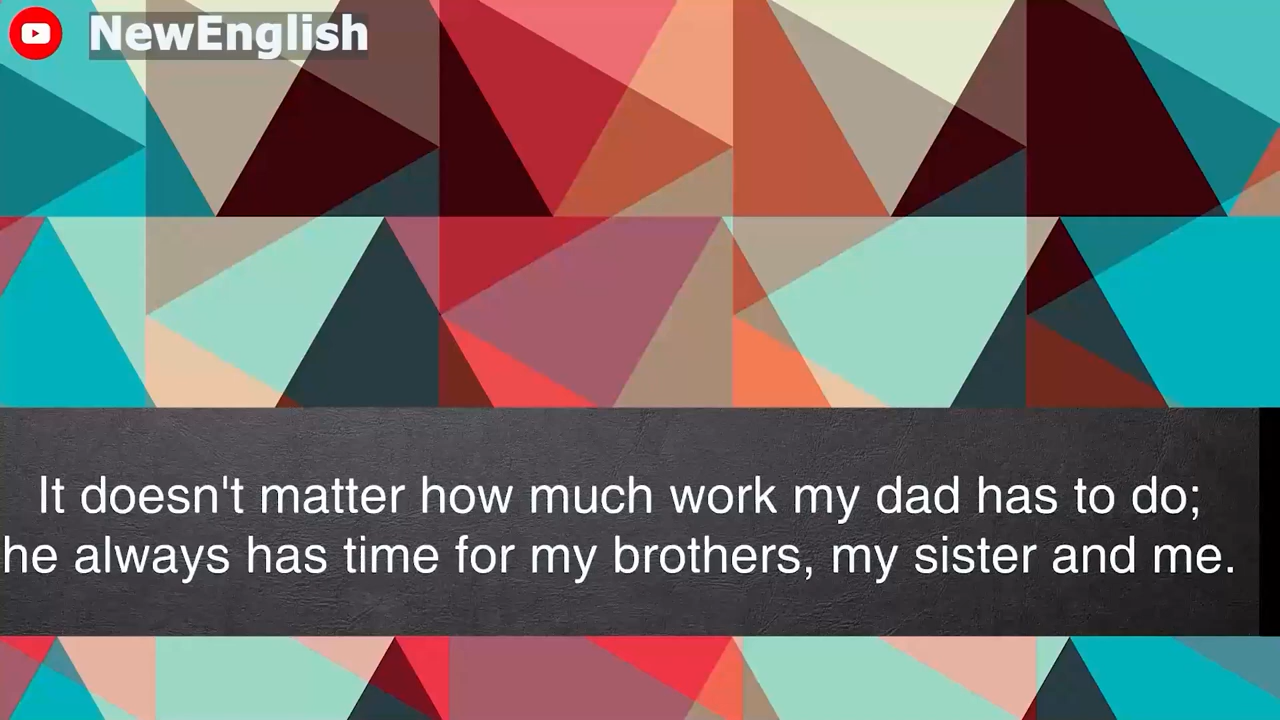 NewEnglish
It doesn't matter how much work my dad has to do;
he always has time for my brothers, my sister and me.